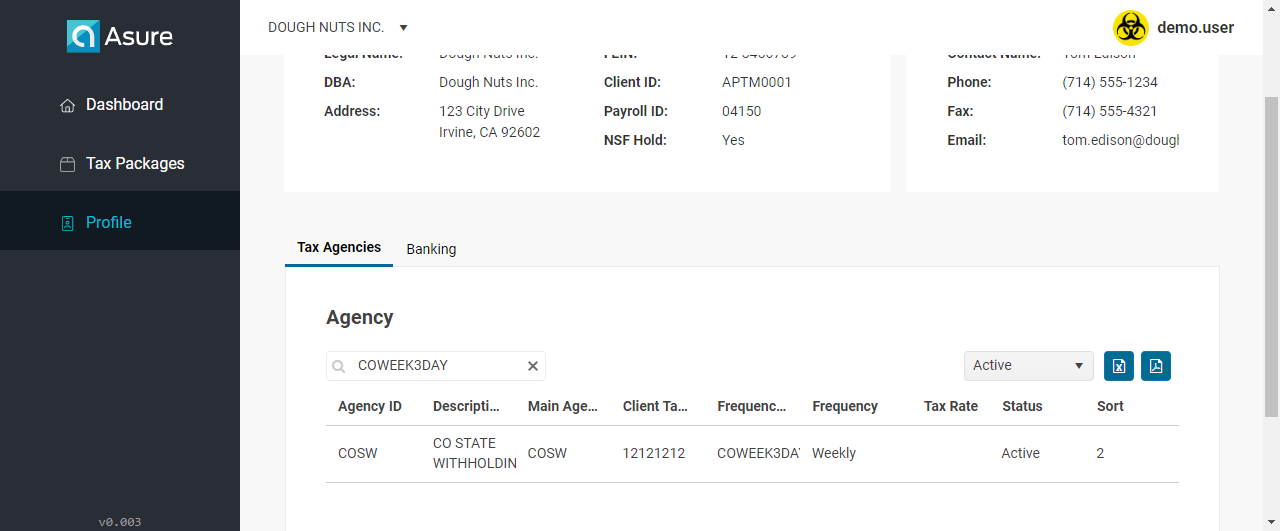 Asure
Dashboard
Tax Packages
Profile
v0.003
DOUGH NUTS INC.
demo.user
Legal Name: Dough Nuts Inc.
DBA: Dough Nuts Inc.
Address: 123 City Drive
Irvine, CA 92602
FEIN: 12-3456789
Client ID: APTM0001
Payroll ID: 04150
NSF Hold: Yes
Contact Name: Tom Edison
Phone: (714) 555-1234
Fax: (714) 555-4321
Email: tom.edison@dough
Tax Agencies Banking
Agency
COWEEK3DAY
Active
Agency ID Descripti... Main Age... Client Ta... Frequenc... Frequency Tax Rate Status Sort
COSW CO STATE WITHHOLDIN COSW 12121212 COWEEK3DAY Weekly Active 2